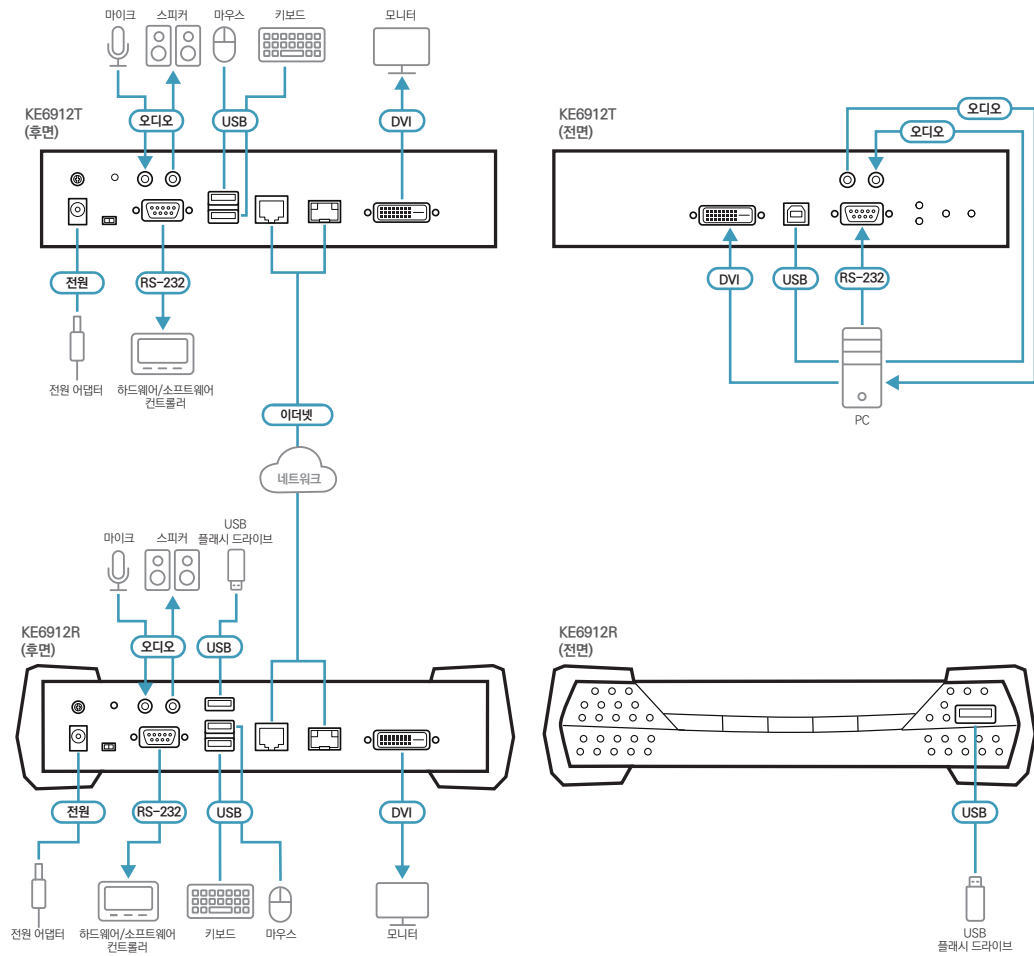 마이크
스피커
마우스
키보드
모니터
KE6912T
(후면)
오디오
USB
DVI
전원
RS-232
전원 어댑터
하드웨어/소프트웨어
컨트롤러
KE6912T
(전면)
오디오
오디오
DVI
USB
RS-232
PC
이더넷
네트워크
마이크
스피커
USB
플래시 드라이브
KE6912R
(후면)
오디오
USB
전원
RS-232
USB
DVI
전원 어댑터
하드웨어/소프트웨어
컨트롤러
키보드
마우스
모니터
KE6912R
(전면)
USB
USB
플래시 드라이브